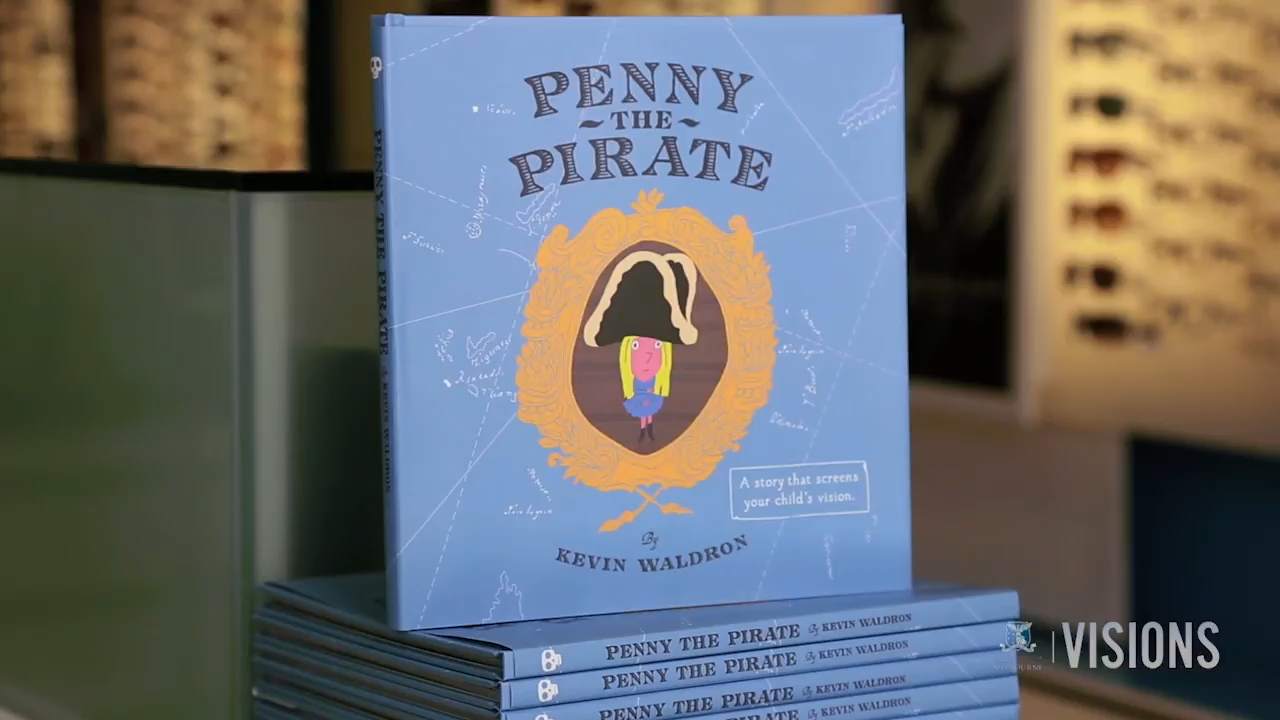 PENNY
~THE~
PIRATE
A story that screens
your child's vision.
By
KEVIN WALDRON
PENNY THE PIRATE KEVIN WALDRON
PENNY THE PIRATE By KEVIN WALDRON
PENNY THE PIRATE By KEVIN WALDRON
PENNY THE PIRATE By KEVIN WALDRON
PENNY THE PIRATE By KEVIN WALDRON
VISIONS